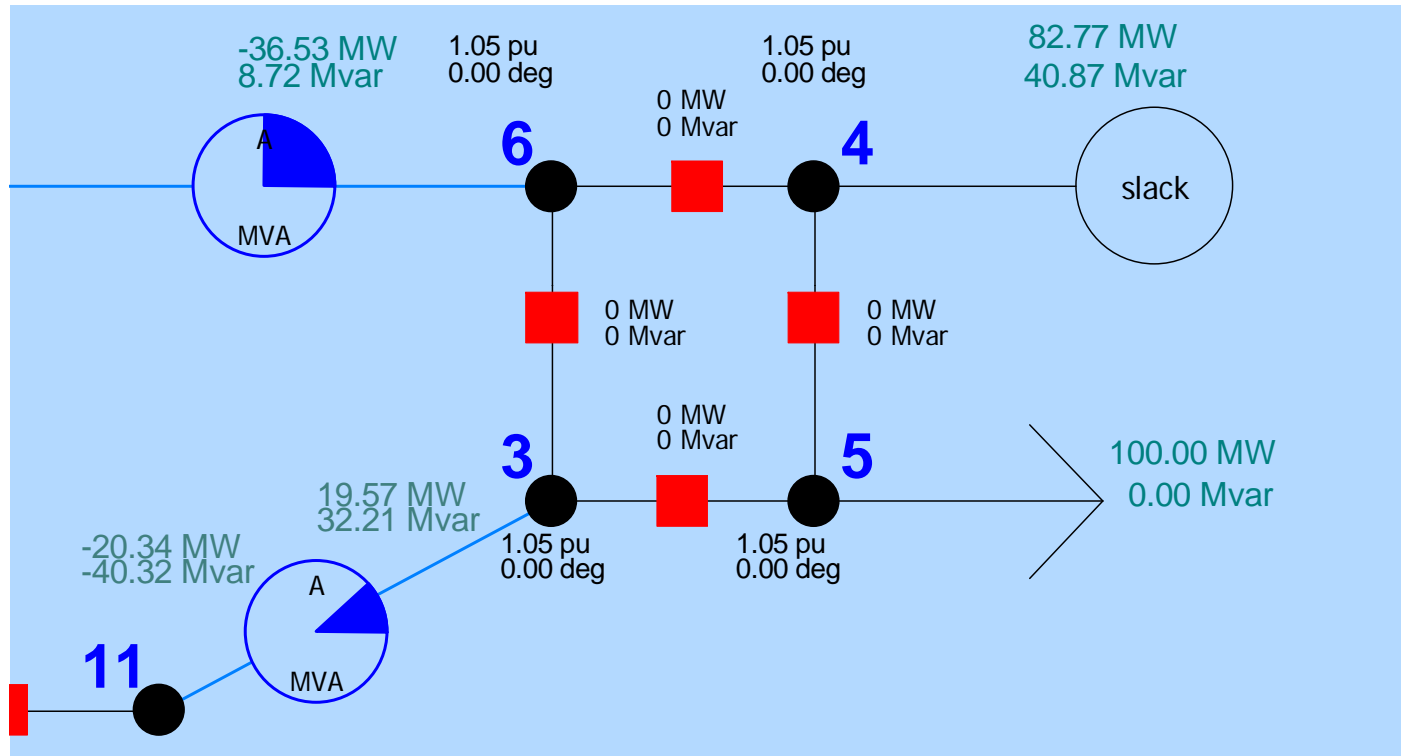 -36.53 MW
8.72 Mvar
1.05 pu
0.00 deg
1.05 pu
0.00 deg
82.77 MW
40.87 Mvar
0 MW
0 Mvar
6
4
A
MVA
slack
0 MW
0 Mvar
0 MW
0 Mvar
0 MW
0 Mvar
3
5
100.00 MW
0.00 Mvar
19.57 MW
32.21 Mvar
1.05 pu
0.00 deg
1.05 pu
0.00 deg
-20.34 MW
-40.32 Mvar
A
MVA
11